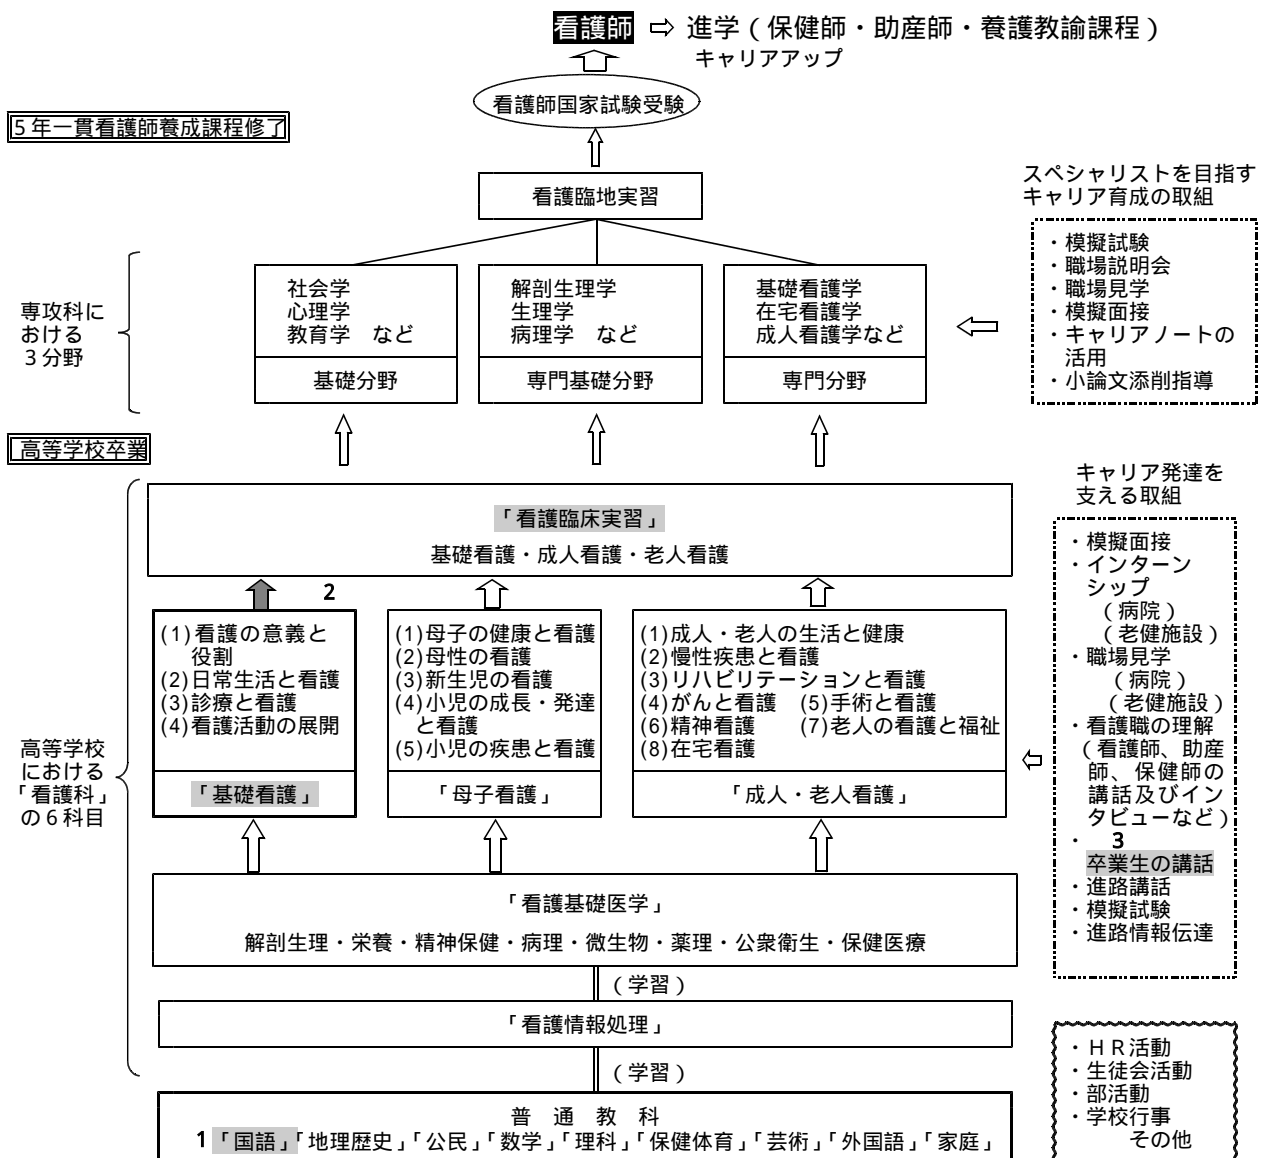 看護師 ⇨ 進学（保健師・助産師・養護教諭課程）
キャリアアップ
看護師国家試験受験
５年一貫看護師養成課程修了
看護臨地実習
スペシャリストを目指す
キャリア育成の取組
・模擬試験
・職場説明会
・職場見学
・模擬面接
・キャリアノートの
活用
・小論文添削指導
専攻科に
おける
３分野
社会学
心理学
教育学　など
基礎分野
解剖生理学
生理学
病理学　など
専門基礎分野
基礎看護学
在宅看護学
成人看護学など
専門分野
高等学校卒業
「看護臨床実習」
基礎看護・成人看護・老人看護
キャリア発達を
支える取組
・模擬面接
・インターン
シップ
（病院）
（老健施設）
・職場見学
（病院）
（老健施設）
・看護職の理解
（看護師、助産
師、保健師の
講話及びイン
タビューなど）
・　3
卒業生の講話
・進路講話
・模擬試験
・進路情報伝達
2
高等学校
における
「看護科」
の６科目
(1)看護の意義と
役割
(2)日常生活と看護
(3)診療と看護
(4)看護活動の展開
「基礎看護」
(1)母子の健康と看護
(2)母性の看護
(3)新生児の看護
(4)小児の成長・発達
と看護
(5)小児の疾患と看護
「母子看護」
(1)成人・老人の生活と健康
(2)慢性疾患と看護
(3)リハビリテーションと看護
(4)がんと看護　(5)手術と看護
(6)精神看護　(7)老人の看護と福祉
(8)在宅看護
「成人・老人看護」
「看護基礎医学」
解剖生理・栄養・精神保健・病理・微生物・薬理・公衆衛生・保健医療
（学習）
「看護情報処理」
（学習）
普　通　教　科
1「国語」「地理歴史」「公民」「数学」「理科」「保健体育」「芸術」「外国語」「家庭」
・ＨＲ活動
・生徒会活動
・部活動
・学校行事
その他